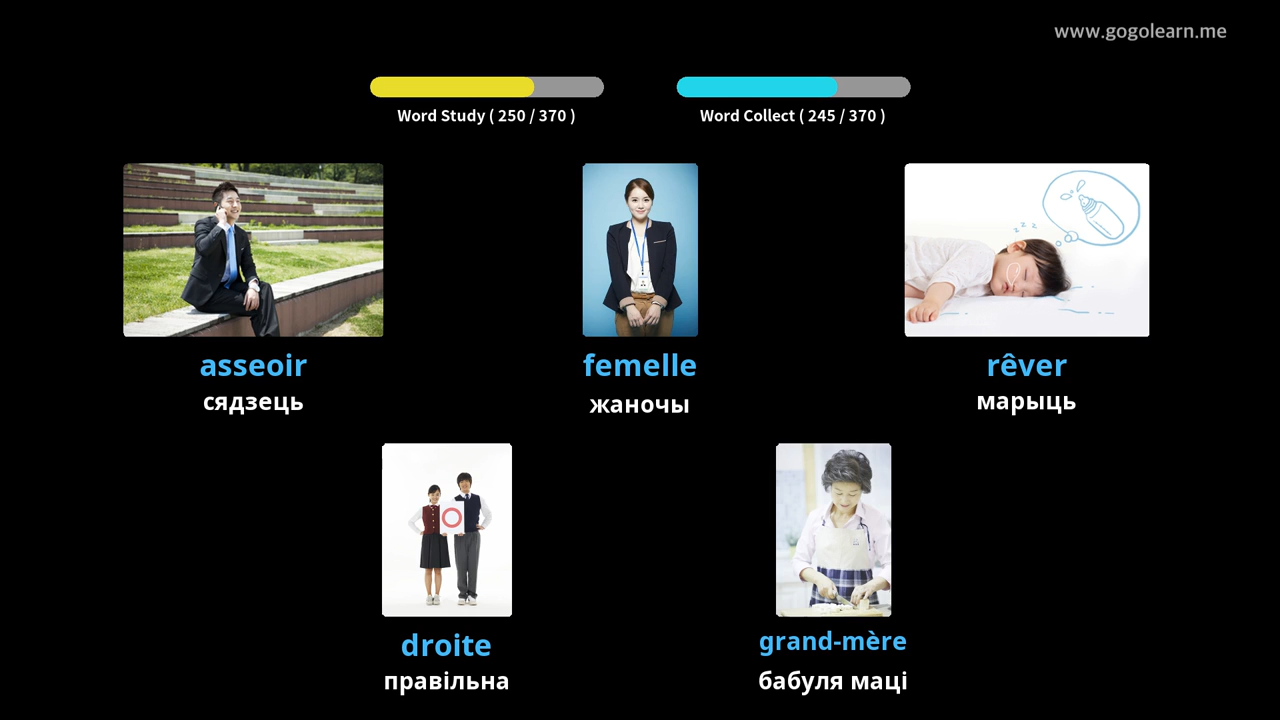 www.gogolearn.me
Word Study ( 250 / 370 )
Word Collect ( 245 / 370 )
asseoir
сядзець
femelle
жаночы
rêver
марыць
droite
правільна
grand-mère
бабуля маці